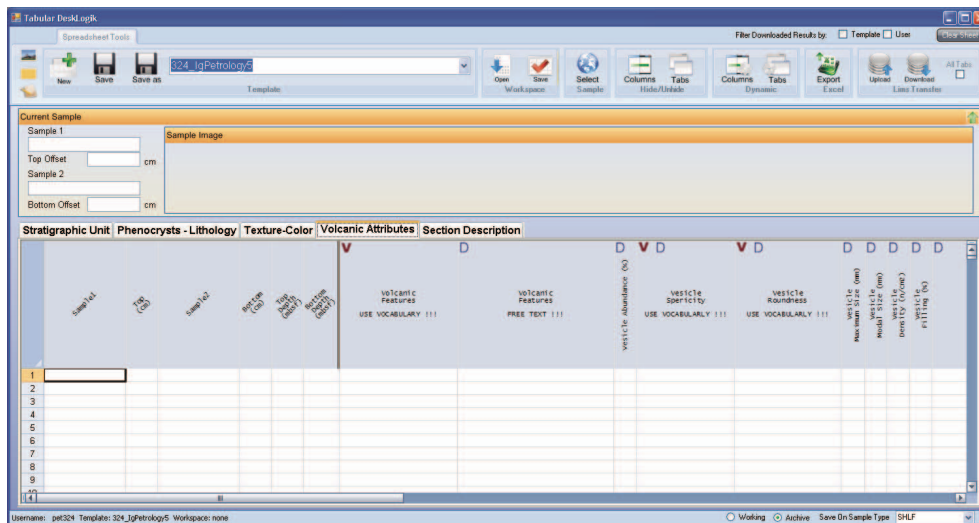 Tabular DeskLogik
Spreadsheet Tools
Filter Downloaded Results by: Template User Clear Sheet
New Save Save as 324_IgPetrology5 Open Save Select Columns Tabs Columns Tabs Export Upload Download All Tabs
Template Workspace Sample Hide/Unhide Dynamic Excel Lims Transfer
Current Sample
Sample 1
Sample Image
Top Offset cm
Sample 2
Bottom Offset cm
Stratigraphic Unit Phenocrysts - Lithology Texture-Color Volcanic Attributes Section Description
V D D V D V D D D D D D
Sample1
Top (cm)
Sample2
Bottom (cm)
Top Depth (mbsf)
Bottom Depth (mbsf)
Volcanic Features
USE VOCABULARY !!!
Volcanic Features
FREE TEXT !!!
Vesicle Abundance (%)
Vesicle Spericity
USE VOCABULARLY !!!
Vesicle Roundness
USE VOCABULARLY !!!
Vesicle Maximum Size (mm)
Vesicle Modal Size (mm)
Vesicle Density (n/cm2)
Vesicle Filling (%)
1
2
3
4
5
6
7
8
9
10
Username: pet324 Template: 324_IgPetrology5 Workspace: none Working Archive Save On Sample Type SHLF